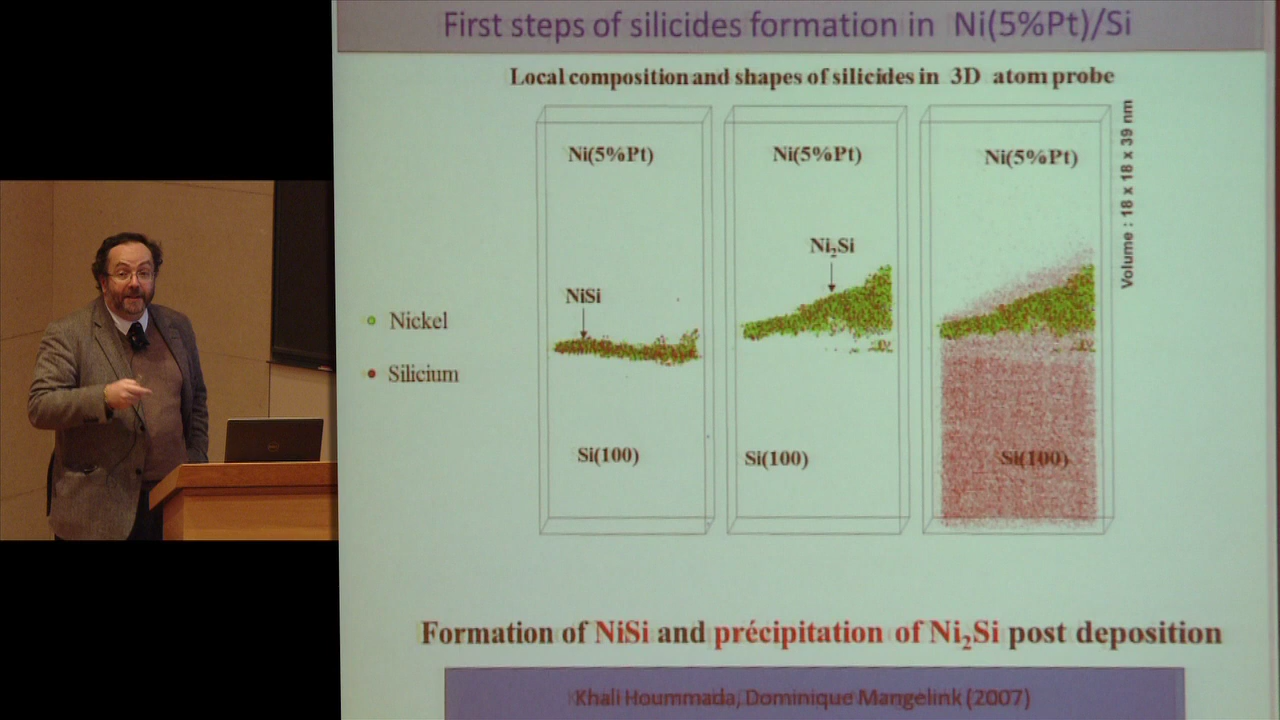 First steps of silicides formation in Ni(5%Pt)/Si
Local composition and shapes of silicides in 3D atom probe
Ni(5%Pt)
Ni(5%Pt)
Ni(5%Pt)
Volume : 18 x 18 x 39 nm
Ni₂Si
NiSi
Nickel
Silicium
Si(100)
Si(100)
Si(100)
Formation of NiSi and précipitation of Ni₂Si post deposition
Khali Hoummada, Dominique Mangelink (2007)